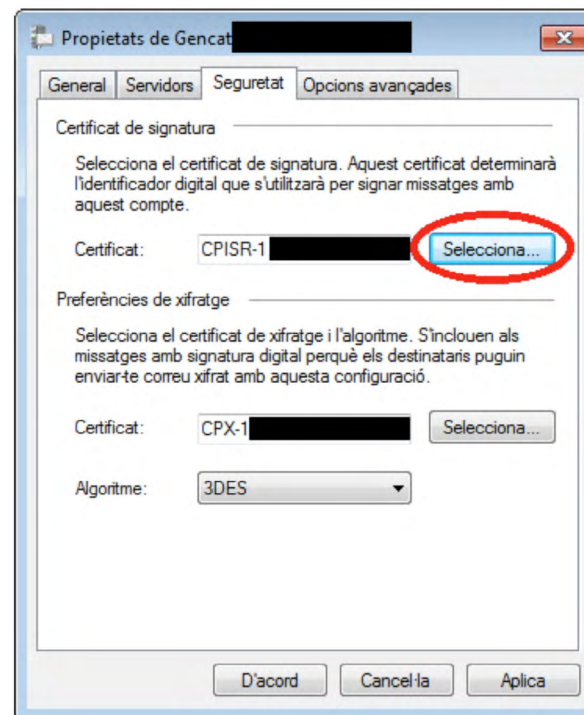 Propietats de Gencat
General Servidors Seguretat Opcions avançades
Certificat de signatura
Selecciona el certificat de signatura. Aquest certificat determinarà
l'identificador digital que s'utilitzarà per signar missatges amb
aquest compte.
Certificat: CPISR-1 Selecciona...
Preferències de xifratge
Selecciona el certificat de xifratge i l'algoritme. S'inclouen als
missatges amb signatura digital perquè els destinataris puguin
enviar-te correu xifrat amb aquesta configuració.
Certificat: CPX-1 Selecciona...
Algoritme: 3DES
D'acord Cancel·la Aplica